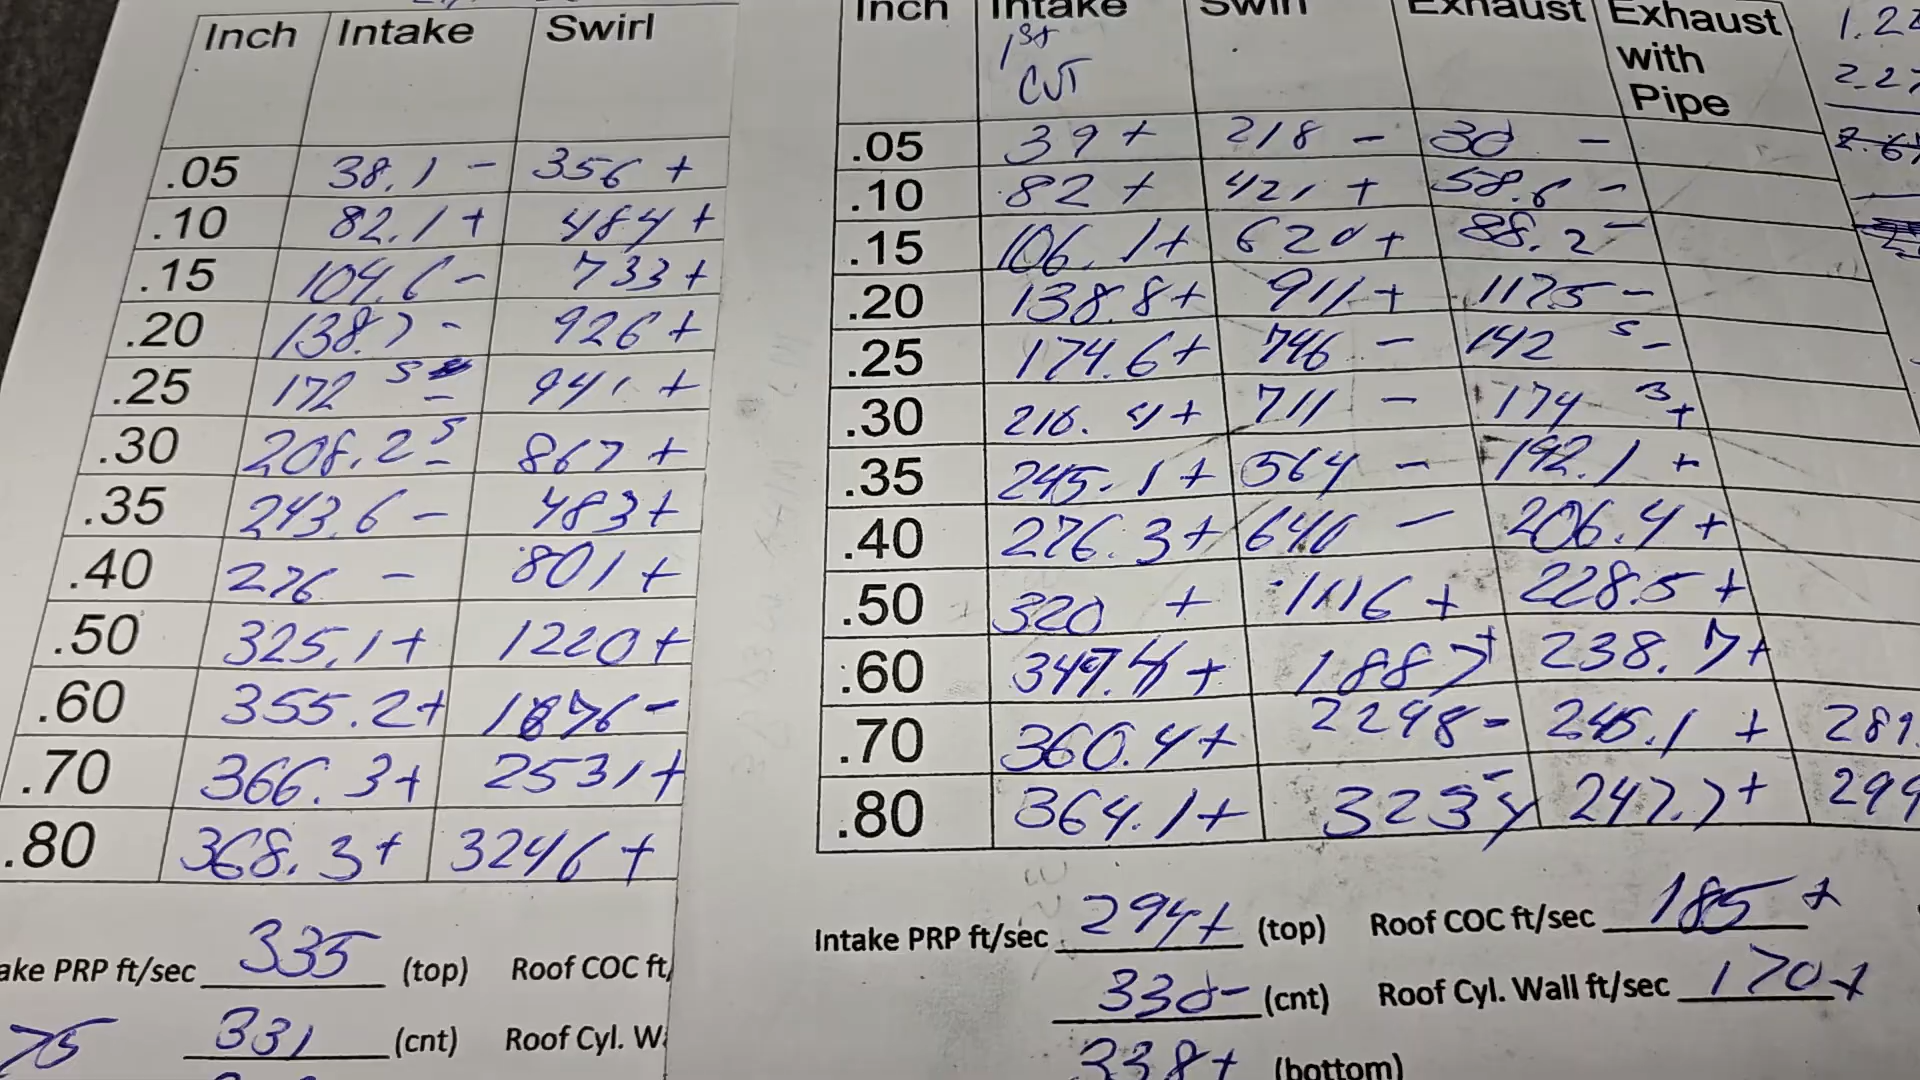 Inch Intake Swirl
.05 38.1 - 356 +
.10 82.1 + 484 +
.15 104.6 - 733 +
.20 138.7 - 926 +
.25 172 5 - 941 +
.30 208.2 5 - 867 +
.35 243.6 - 483 +
.40 276 - 801 +
.50 325.1 + 1220 +
.60 355.2 + 1876 -
.70 366.3 + 2531 +
.80 368.3 + 3246 +
ake PRP ft/sec 335 (top) Roof COC ft/
75 331 (cnt) Roof Cyl. W
Inch Intake Swirl Exhaust Exhaust with Pipe
1st CUT
.05 39 + 218 - 30 -
.10 82 + 421 + 58.6 -
.15 106.1 + 620 + 88.2 -
.20 138.8 + 911 + 117.5 -
.25 174.6 + 746 - 142 5 -
.30 210.4 + 711 - 174 3 +
.35 245.1 + 564 - 192.1 +
.40 276.3 + 640 - 206.4 +
.50 320 + 1116 + 228.5 +
.60 347.4 + 1887 + 238.7 +
.70 360.4 + 2298 - 245.1 + 289.
.80 364.1 + 3234 - 247.7 + 299
Intake PRP ft/sec 294 + (top) Roof COC ft/sec 185 +
330 - (cnt) Roof Cyl. Wall ft/sec 170 +
338 + (bottom)